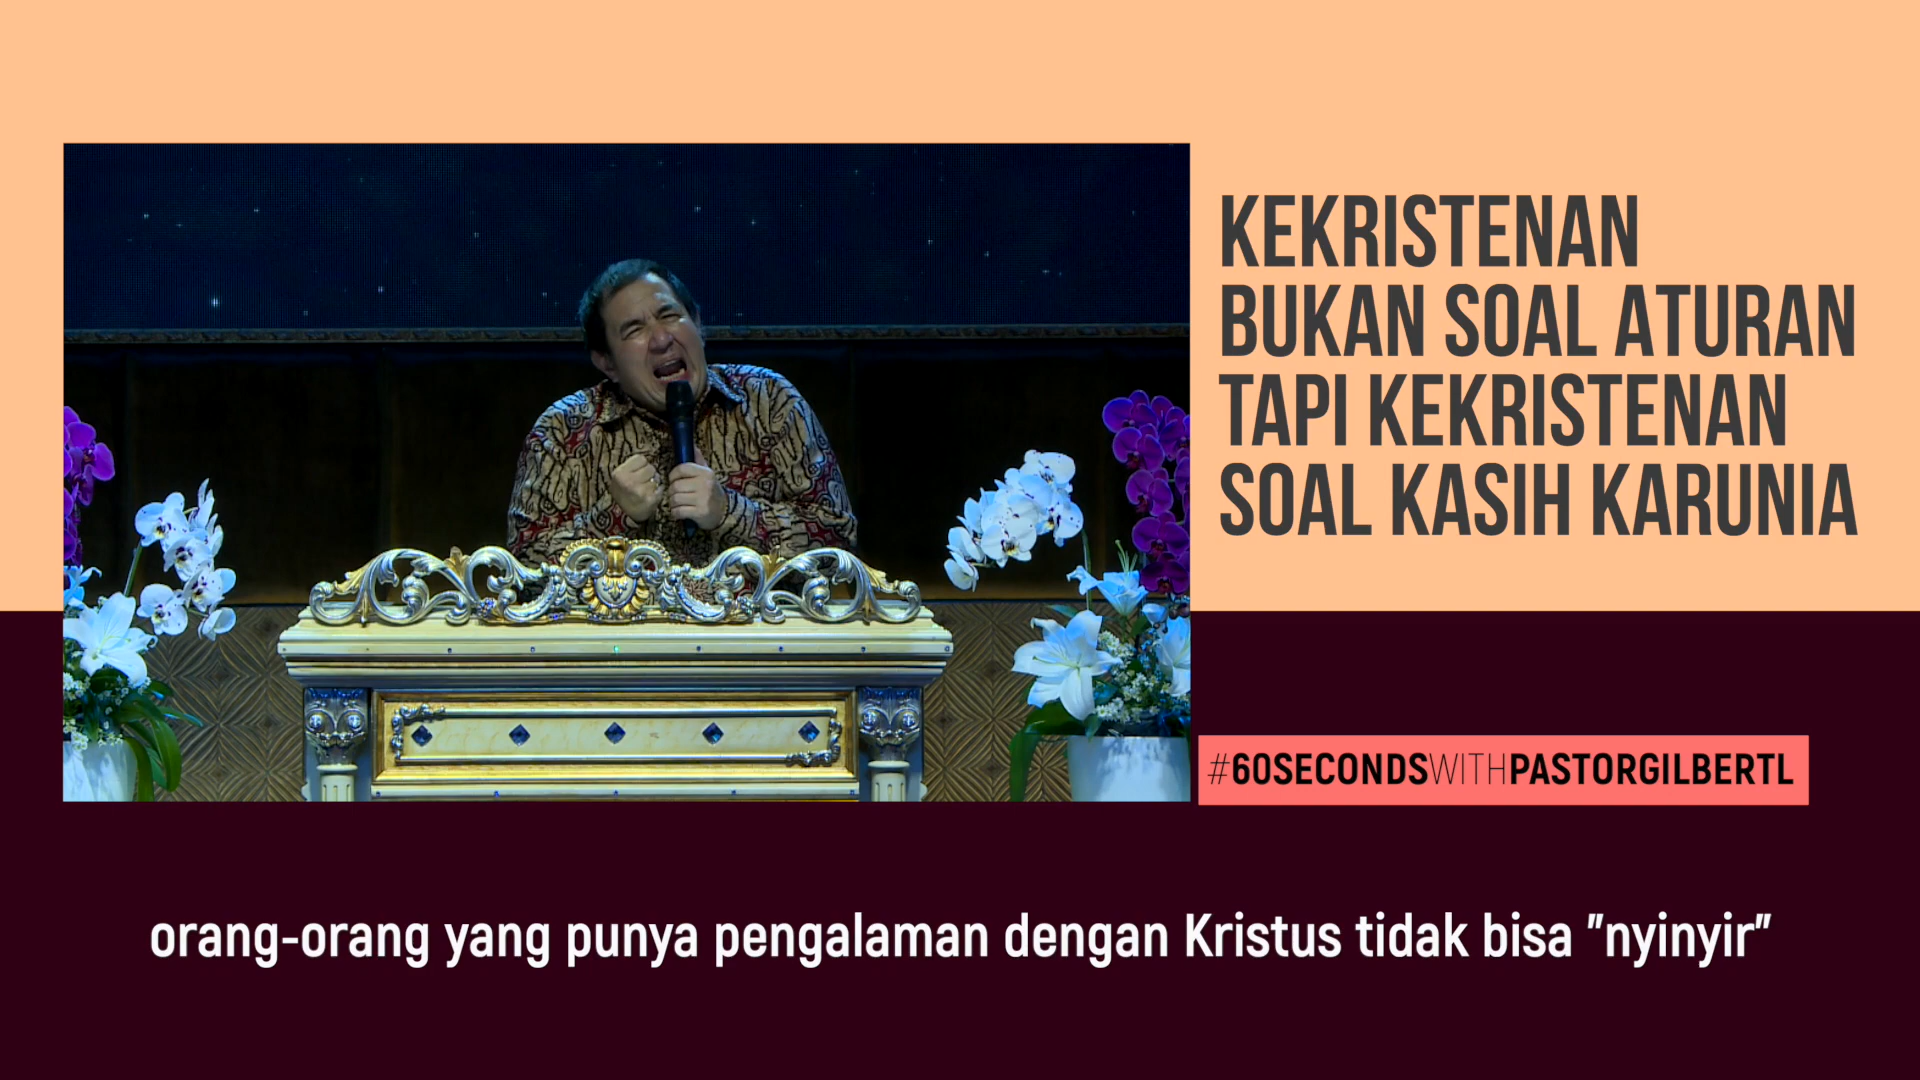 KEKRISTENAN
BUKAN SOAL ATURAN
TAPI KEKRISTENAN
SOAL KASIH KARUNIA
#60SECONDSWITHPASTORGILBERTL
orang-orang yang punya pengalaman dengan Kristus tidak bisa "nyinyir"